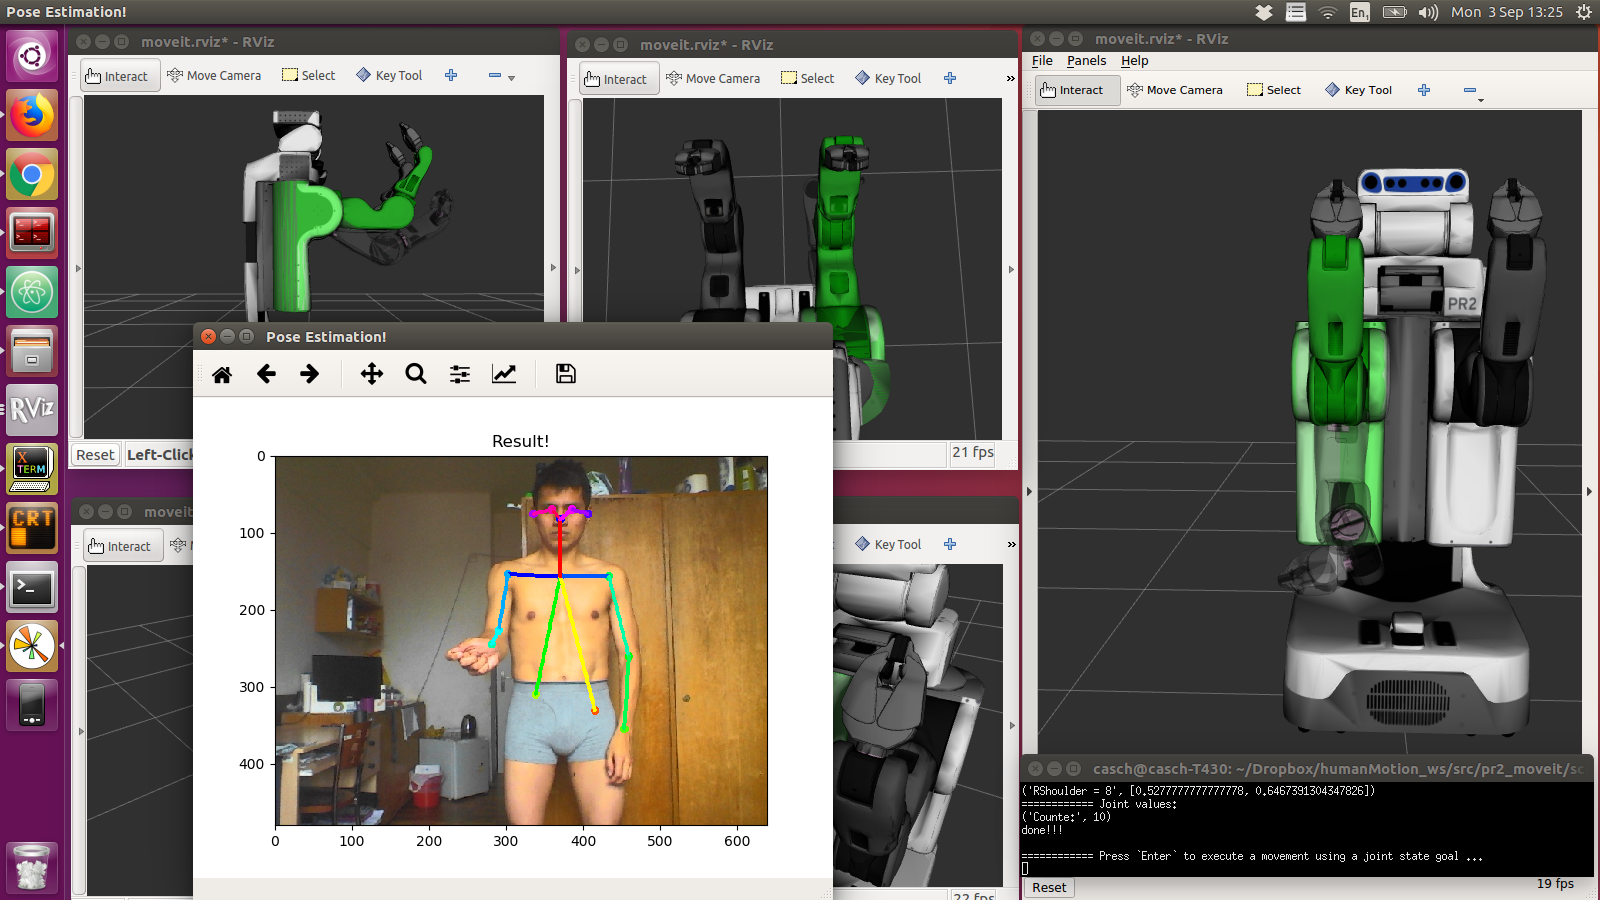 Pose Estimation!
En1
Mon 3 Sep 13:25
moveit.rviz* - RViz
Interact
Move Camera
Select
Key Tool
moveit.rviz* - RViz
Interact
Move Camera
Select
Key Tool
»
moveit.rviz* - RViz
File Panels Help
Interact
Move Camera
Select
Key Tool
PR2
RViz
X
TERM
CRT
>_
Reset
Left-Click
21 fps
Pose Estimation!
Result!
0
100
200
300
400
0 100 200 300 400 500 600
moveit
Interact
Key Tool
»
22 fps
casch@casch-T430: ~/Dropbox/humanMotion_ws/src/pr2_moveit/sc
('RShoulder = 8', [0.5277777777777778, 0.6467391304347826])
============ Joint values:
('Counte:', 10)
done!!!
============ Press `Enter` to execute a movement using a joint state goal ...
Reset
19 fps